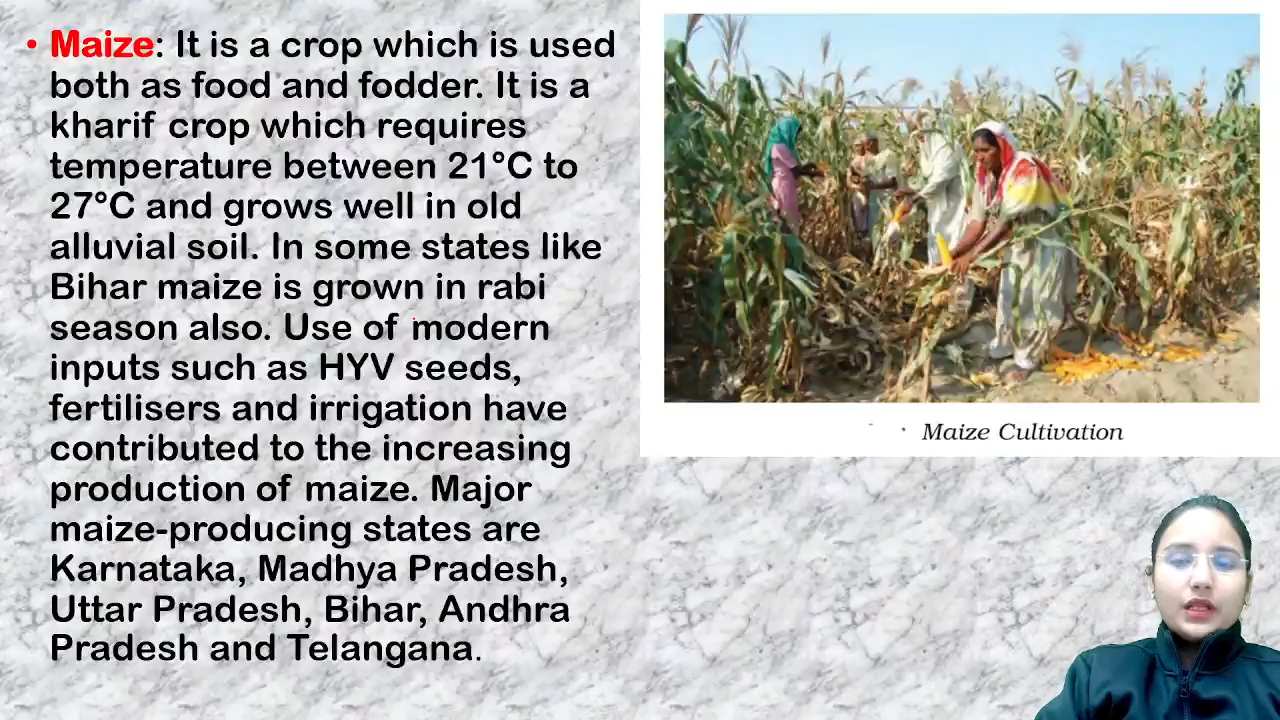 • Maize: It is a crop which is used
both as food and fodder. It is a
kharif crop which requires
temperature between 21°C to
27°C and grows well in old
alluvial soil. In some states like
Bihar maize is grown in rabi
season also. Use of modern
inputs such as HYV seeds,
fertilisers and irrigation have
contributed to the increasing
production of maize. Major
maize-producing states are
Karnataka, Madhya Pradesh,
Uttar Pradesh, Bihar, Andhra
Pradesh and Telangana.
Maize Cultivation